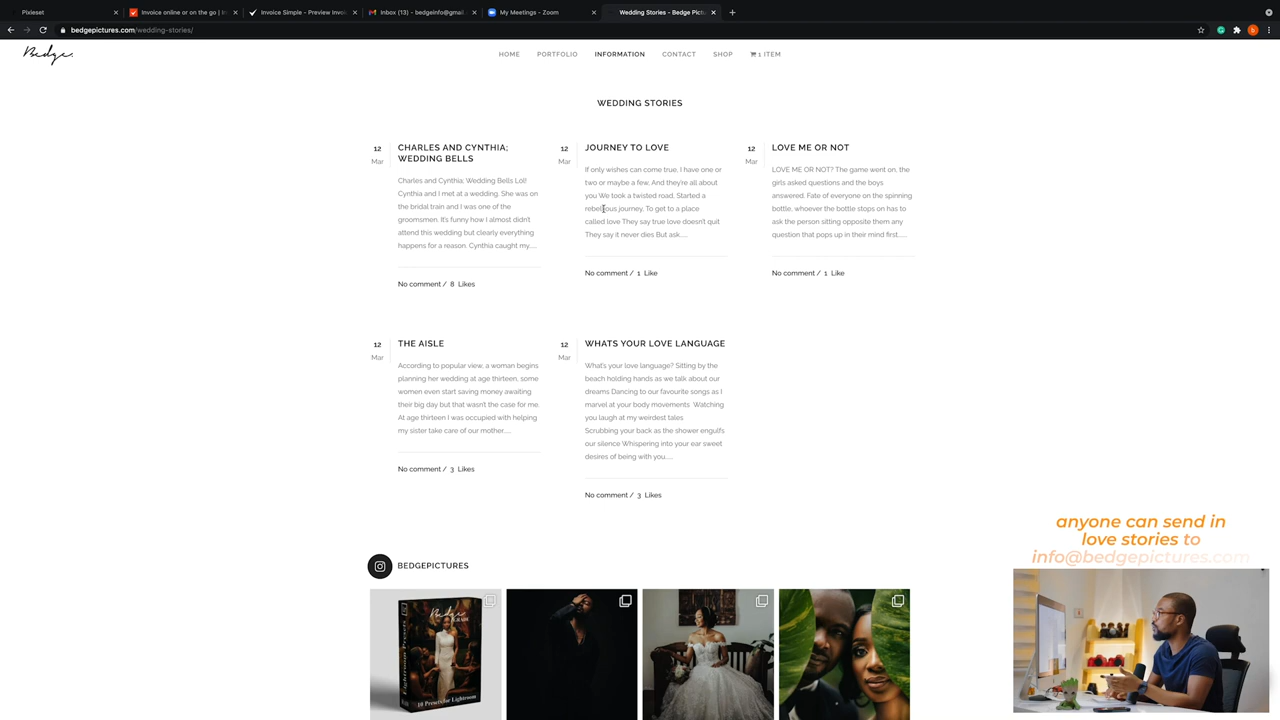 Pixieset
Invoice online or on the go | In
Invoice Simple - Preview Invoi
Inbox (13) - bedgeinfo@gmail
My Meetings - Zoom
Wedding Stories - Bedge Pict
bedgepictures.com/wedding-stories/
Bedge.
HOME
PORTFOLIO
INFORMATION
CONTACT
SHOP
1 ITEM
WEDDING STORIES
12
Mar
CHARLES AND CYNTHIA;
WEDDING BELLS
Charles and Cynthia; Wedding Bells Lol!
Cynthia and I met at a wedding. She was on
the bridal train and I was one of the
groomsmen. It's funny how I almost didn't
attend this wedding but clearly everything
happens for a reason. Cynthia caught my.....
No comment / 8 Likes
12
Mar
JOURNEY TO LOVE
If only wishes can come true, I have one or
two or maybe a few. And they're all about
you We took a twisted road, Started a
rebellious journey, To get to a place
called love They say true love doesn't quit
They say it never dies But ask.....
No comment / 1 Like
12
Mar
LOVE ME OR NOT
LOVE ME OR NOT? The game went on, the
girls asked questions and the boys
answered. Fate of everyone on the spinning
bottle, whoever the bottle stops on has to
ask the person sitting opposite them any
question that pops up in their mind first.....
No comment / 1 Like
12
Mar
THE AISLE
According to popular view; a woman begins
planning her wedding at age thirteen, some
women even start saving money awaiting
their big day but that wasn't the case for me.
At age thirteen I was occupied with helping
my sister take care of our mother.....
No comment / 3 Likes
12
Mar
WHATS YOUR LOVE LANGUAGE
What's your love language? Sitting by the
beach holding hands as we talk about our
dreams Dancing to our favourite songs as I
marvel at your body movements Watching
you laugh at my weirdest tales
Scrubbing your back as the shower engulfs
our silence Whispering into your ear sweet
desires of being with you.....
No comment / 3 Likes
anyone can send in
love stories to
info@bedgepictures.com
BEDGEPICTURES
Bedge
10 Presets for Lightroom